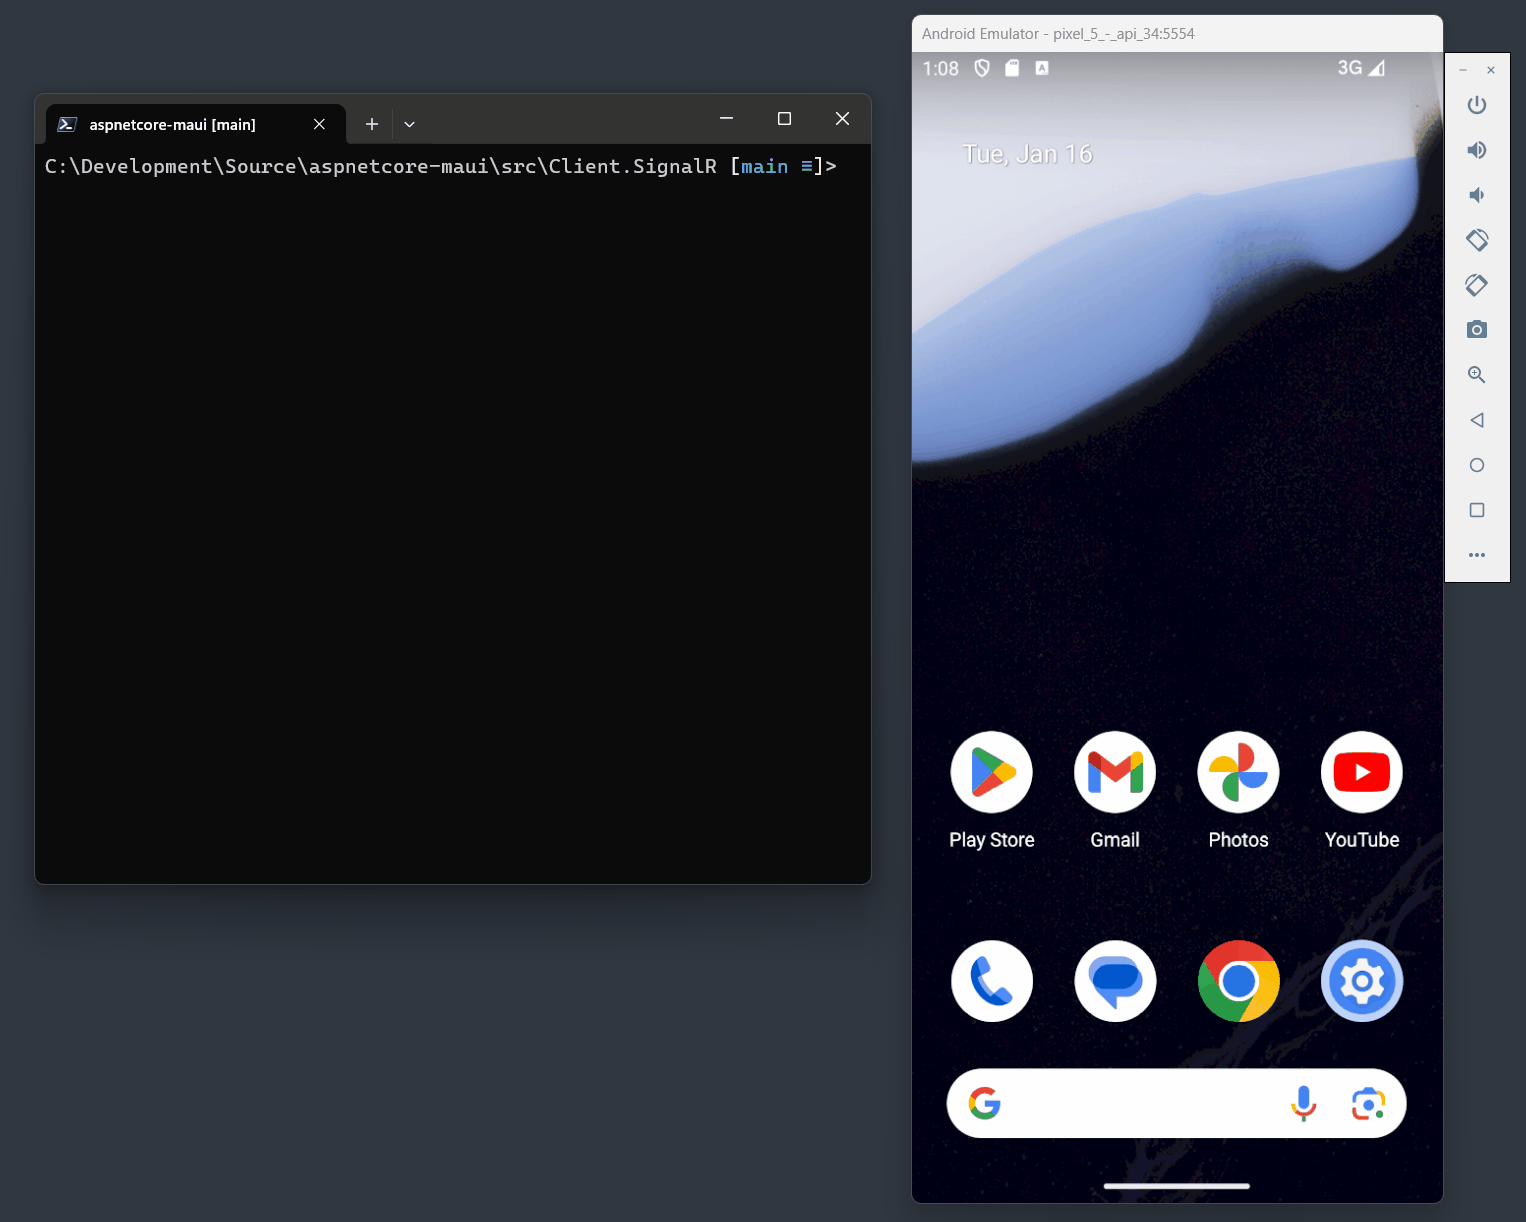 aspnetcore-maui [main]
C:\Development\Source\aspnetcore-maui\src\Client.SignalR [main ≡]>
Android Emulator - pixel_5_-_api_34:5554
1:08 A 3G
Tue, Jan 16
Play Store Gmail Photos YouTube